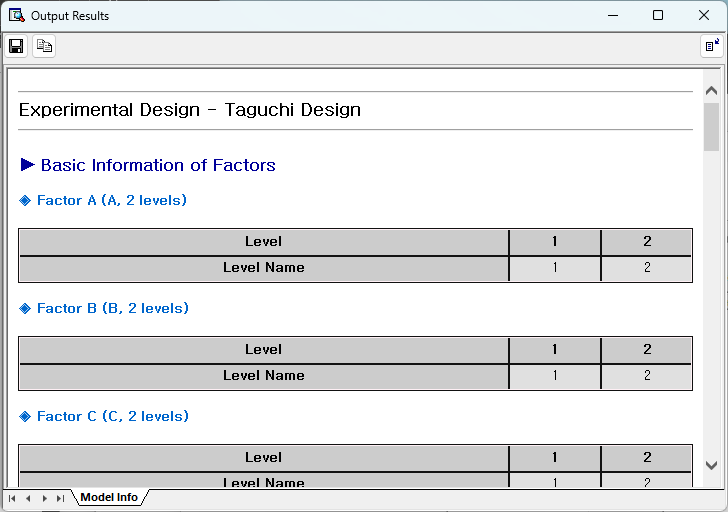 Output Results
Experimental Design - Taguchi Design
► Basic Information of Factors
◈ Factor A (A, 2 levels)
Level 1 2
Level Name 1 2
◈ Factor B (B, 2 levels)
Level 1 2
Level Name 1 2
◈ Factor C (C, 2 levels)
Level 1 2
Level Name 1 2
Model Info